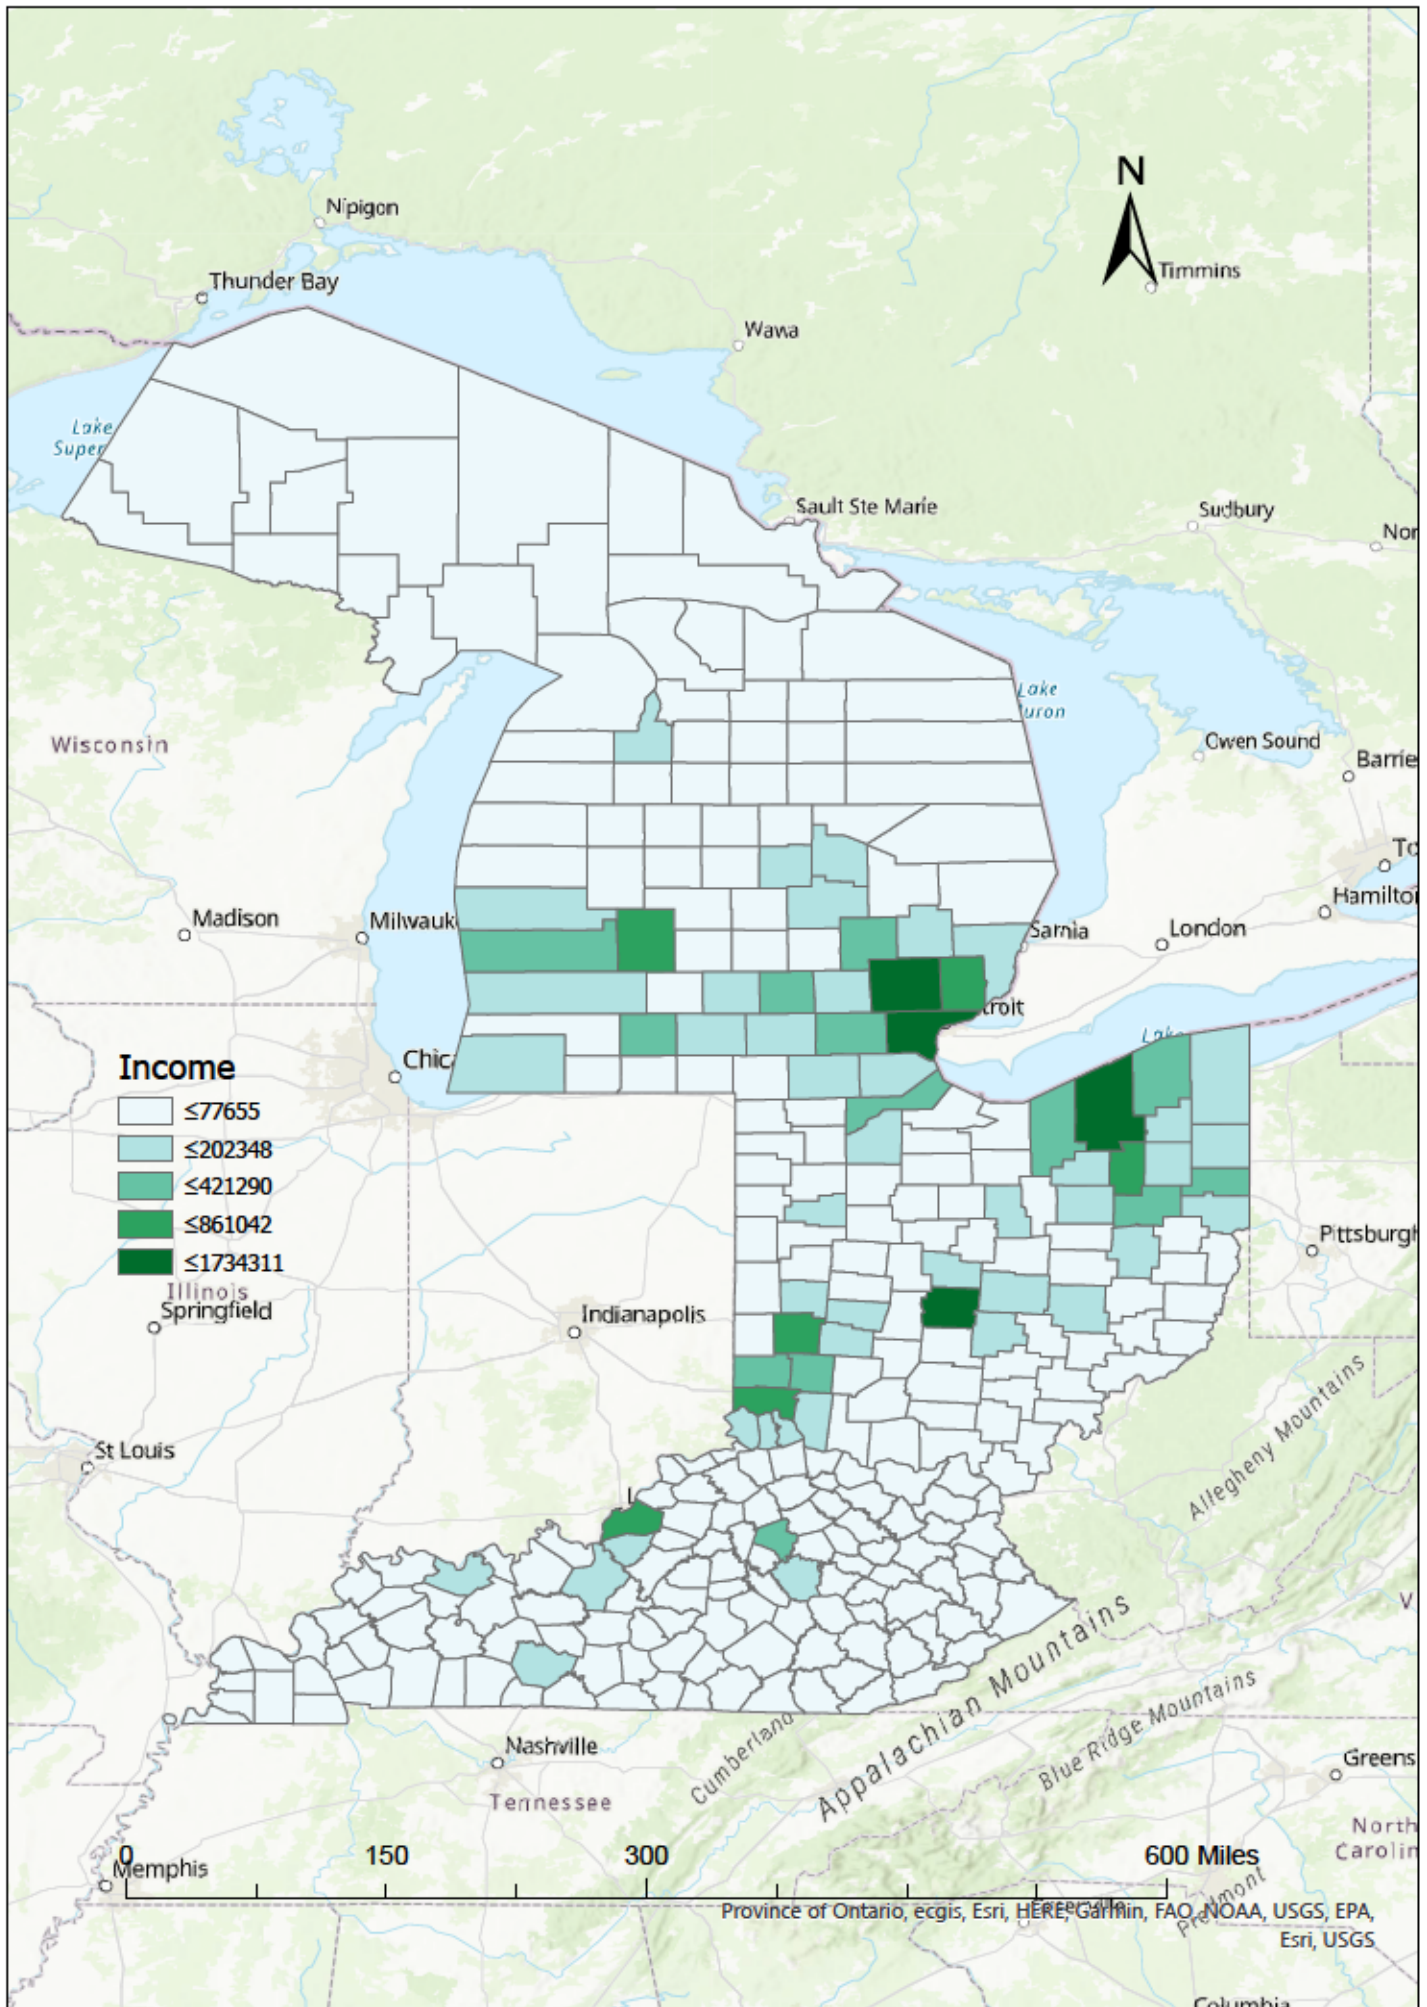 N
Nipigon
Thunder Bay
Timmins
Wawa
Lake
Super
Sault Ste Marie
Sudbury
Nor
Lake
uron
Wisconsin
Owen Sound
Barrie
To
Hamilto
Madison
Milwauk
Sarnia
London
troit
Lake
Chic
Income
≤77655
≤202348
≤421290
≤861042
≤1734311
Illinois
Springfield
Indianapolis
Pittsburgh
St Louis
L
Allegheny Mountains
V
Appalachian Mountains
Blue Ridge Mountains
Cumberland
Nashville
Greens
Tennessee
North
Carolin
0 150 300 600 Miles
Memphis
Piedmont
Province of Ontario, ecgis, Esri, HERE, Garmin, FAO, NOAA, USGS, EPA,
Esri, USGS
Columbia